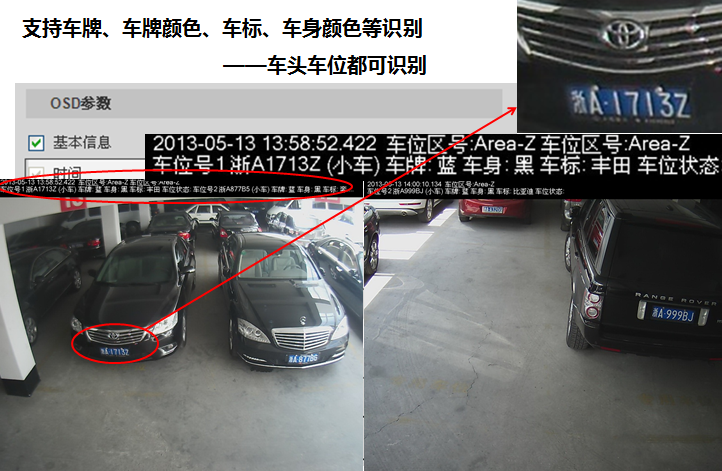 支持车牌、车牌颜色、车标、车身颜色等识别
——车头车位都可识别
浙A·1713Z
OSD参数
基本信息
时间
2013-05-13 13:58:52.422 车位区号:Area-Z 车位区号:Area-Z
车位号1 浙A1713Z (小车) 车牌: 蓝 车身: 黑 车标: 丰田 车位状态:
2013-05-13 13:58:52.422 车位区号:Area-Z 车位区号:Area-Z
车位号1 浙A1713Z (小车) 车牌: 蓝 车身: 黑 车标: 丰田 车位状态: 车位号2 浙A877B5 (小车) 车牌: 蓝 车身: 黑 车标: 奔
2013-05-13 14:00:10.134 车位区号:Area-Z
车位号2 浙A999BJ (小车) 车牌: 蓝 车身: 黑 车标: 比亚迪 车位状态:
RANGE ROVER
浙A·999BJ
浙A·1713Z
浙A·877B6